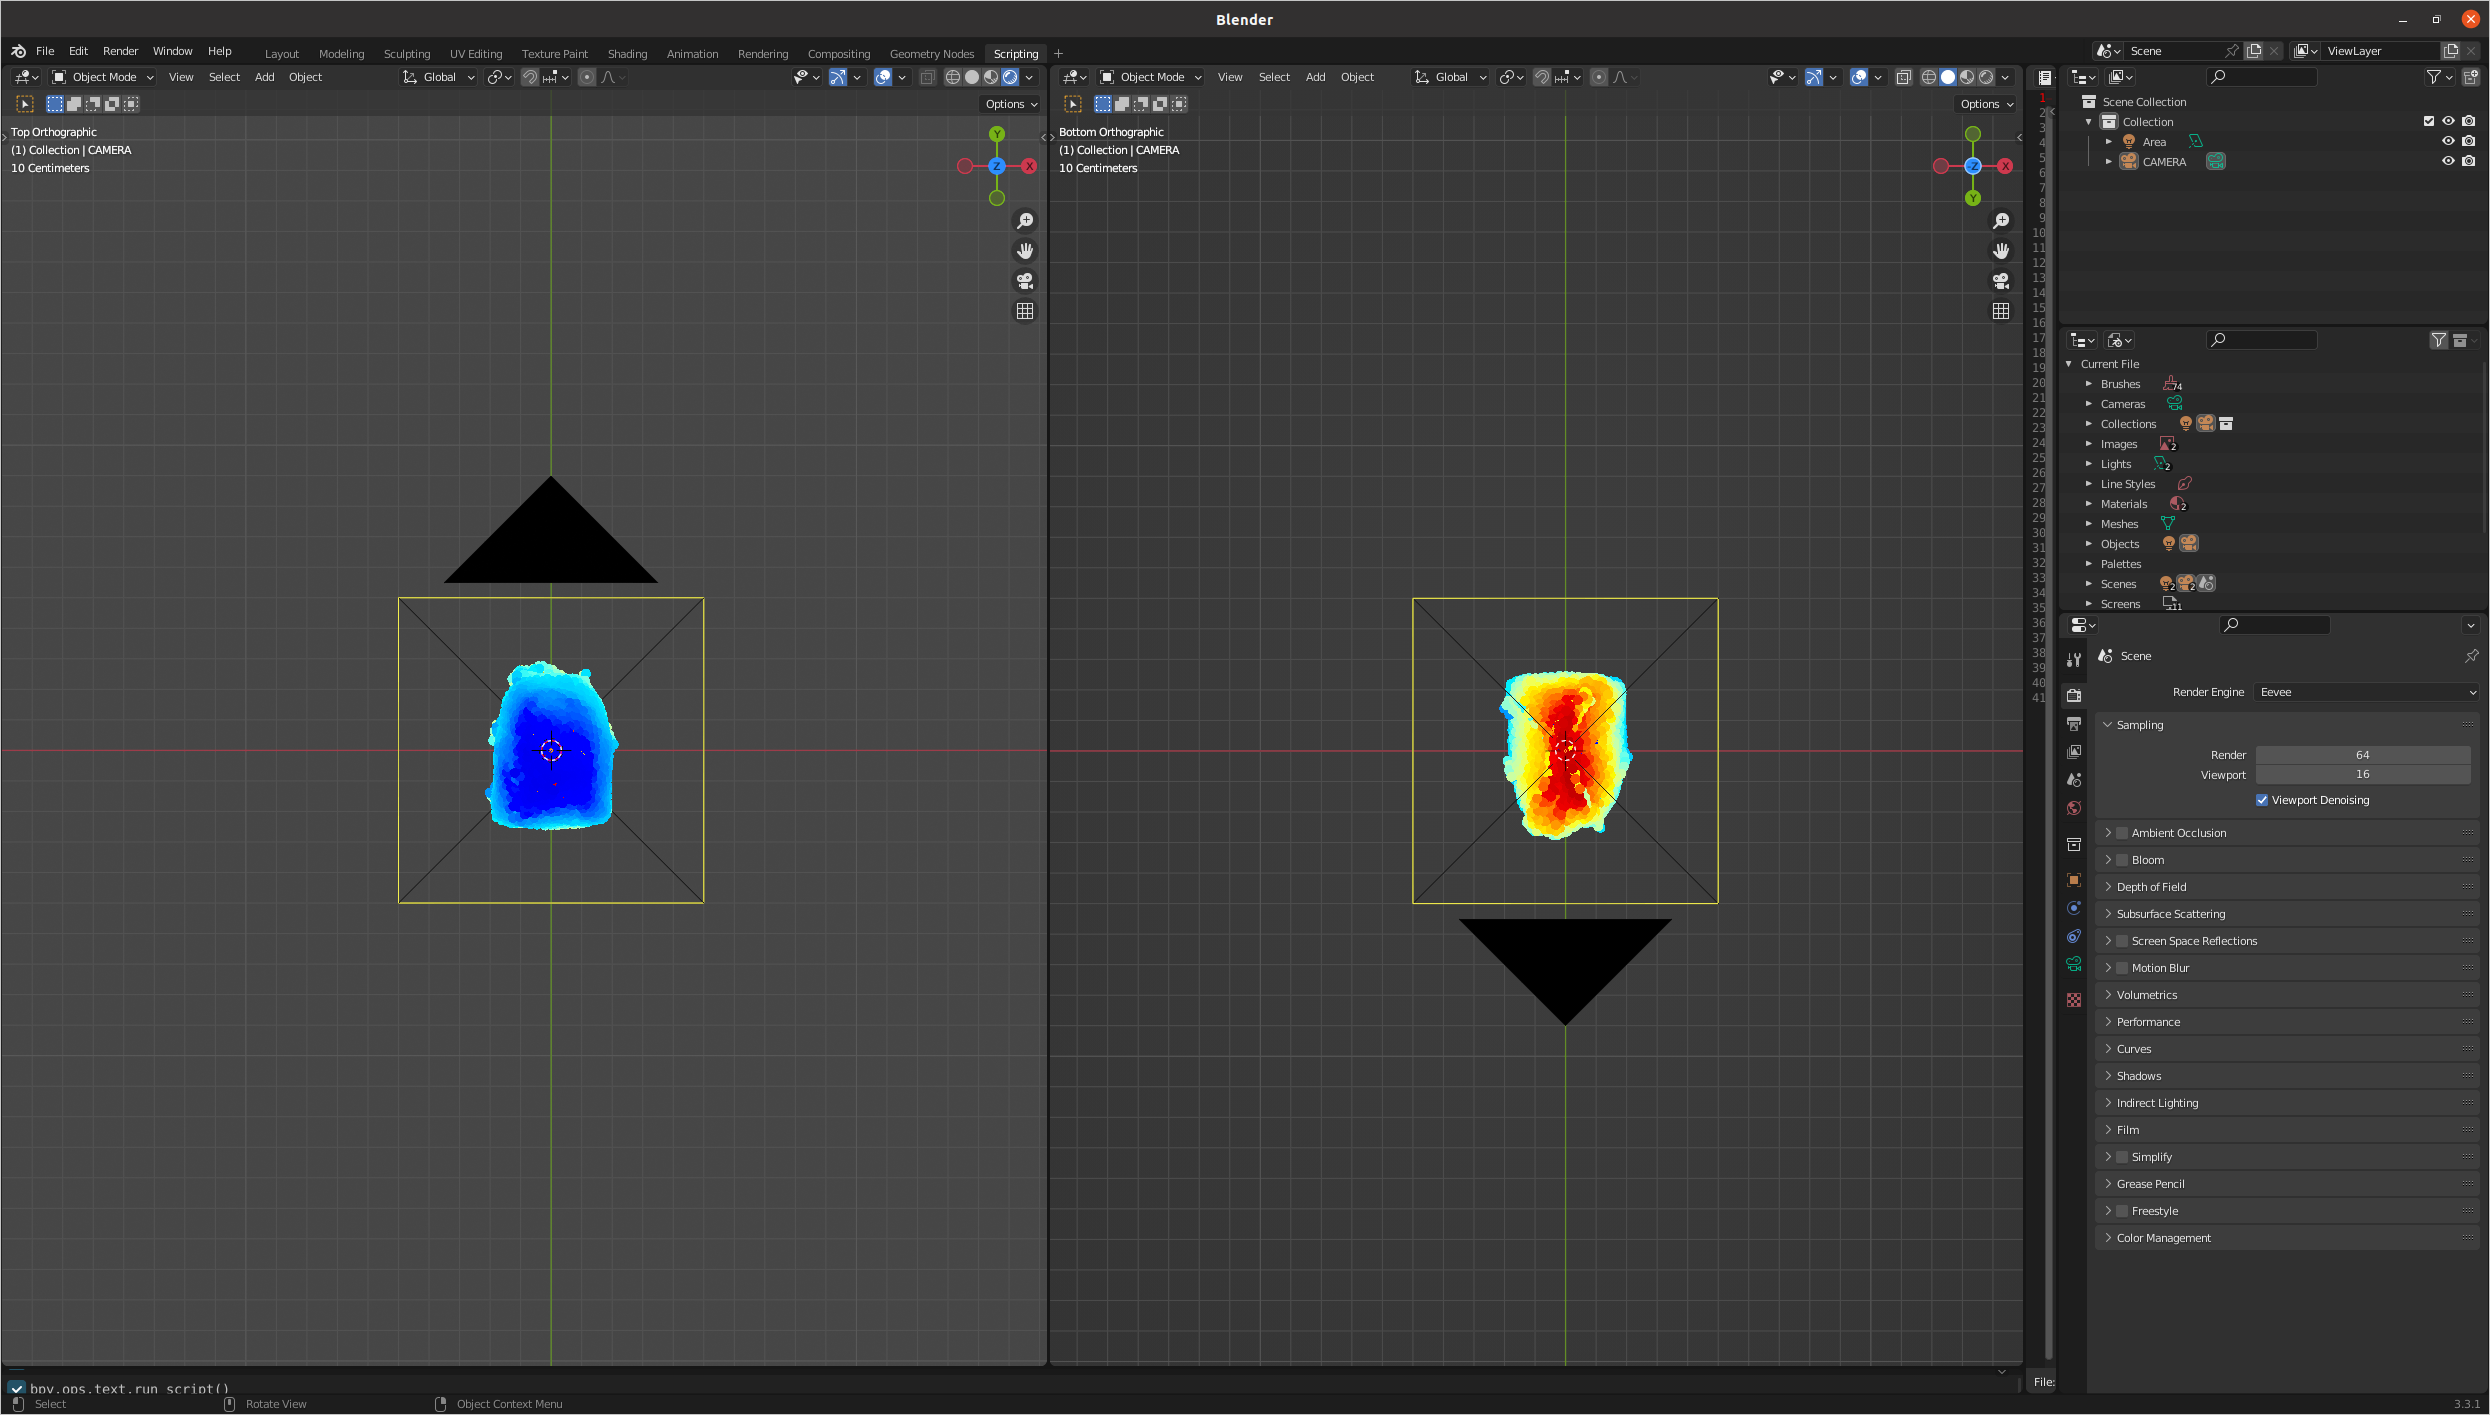 Blender
File Edit Render Window Help Layout Modeling Sculpting UV Editing Texture Paint Shading Animation Rendering Compositing Geometry Nodes Scripting + Scene ViewLayer
Object Mode View Select Add Object Global
Object Mode View Select Add Object Global
Options
Options
Top Orthographic
(1) Collection | CAMERA
10 Centimeters
Y
Z
X
Bottom Orthographic
(1) Collection | CAMERA
10 Centimeters
-Z
X
Y
1
2
3
4
5
6
7
8
9
10
11
12
13
14
15
16
17
18
19
20
21
22
23
24
25
26
27
28
29
30
31
32
33
34
35
36
37
38
39
40
41
File:
Scene Collection
Collection
Area
CAMERA
Current File
Brushes 74
Cameras
Collections
Images 2
Lights 2
Line Styles
Materials 2
Meshes
Objects
Palettes
Scenes 2 2
Screens 11
Scene
Render Engine Eevee
Sampling
Render 64
Viewport 16
Viewport Denoising
Ambient Occlusion
Bloom
Depth of Field
Subsurface Scattering
Screen Space Reflections
Motion Blur
Volumetrics
Performance
Curves
Shadows
Indirect Lighting
Film
Simplify
Grease Pencil
Freestyle
Color Management
bpy.ops.text.run_script()
Select Rotate View Object Context Menu 3.3.1